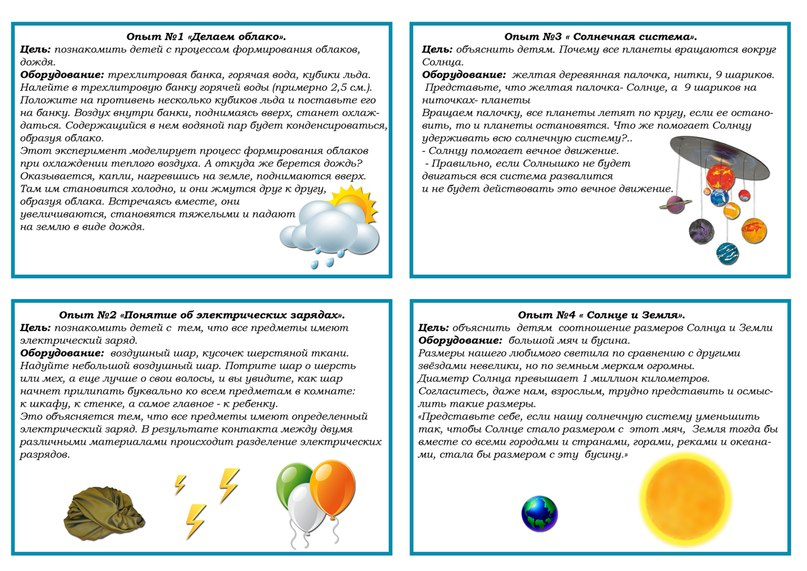 Опыт №1 «Делаем облако».
Цель: познакомить детей с процессом формирования облаков,
дождя.
Оборудование: трехлитровая банка, горячая вода, кубики льда.
Налейте в трехлитровую банку горячей воды (примерно 2,5 см.).
Положите на противень несколько кубиков льда и поставьте его
на банку. Воздух внутри банки, поднимаясь вверх, станет охлаж-
даться. Содержащийся в нем водяной пар будет конденсироваться,
образуя облако.
Этот эксперимент моделирует процесс формирования облаков
при охлаждении теплого воздуха. А откуда же берется дождь?
Оказывается, капли, нагревшись на земле, поднимаются вверх.
Там им становится холодно, и они жмутся друг к другу,
образуя облака. Встречаясь вместе, они
увеличиваются, становятся тяжелыми и падают
на землю в виде дождя.
Опыт №2 «Понятие об электрических зарядах».
Цель: познакомить детей с тем, что все предметы имеют
электрический заряд.
Оборудование: воздушный шар, кусочек шерстяной ткани.
Надуйте небольшой воздушный шар. Потрите шар о шерсть
или мех, а еще лучше о свои волосы, и вы увидите, как шар
начнет прилипать буквально ко всем предметам в комнате:
к шкафу, к стенке, а самое главное - к ребенку.
Это объясняется тем, что все предметы имеют определенный
электрический заряд. В результате контакта между двумя
различными материалами происходит разделение электрических
разрядов.
Опыт №3 « Солнечная система».
Цель: объяснить детям. Почему все планеты вращаются вокруг
Солнца.
Оборудование: желтая деревянная палочка, нитки, 9 шариков.
Представьте, что желтая палочка- Солнце, а 9 шариков на
ниточках- планеты
Вращаем палочку, все планеты летят по кругу, если ее остано-
вить, то и планеты остановятся. Что же помогает Солнцу
удерживать всю солнечную систему?..
- Солнцу помогает вечное движение.
- Правильно, если Солнышко не будет
двигаться вся система развалится
и не будет действовать это вечное движение.
Опыт №4 « Солнце и Земля».
Цель: объяснить детям соотношение размеров Солнца и Земли
Оборудование: большой мяч и бусина.
Размеры нашего любимого светила по сравнению с другими
звёздами невелики, но по земным меркам огромны.
Диаметр Солнца превышает 1 миллион километров.
Согласитесь, даже нам, взрослым, трудно представить и осмыс-
лить такие размеры.
«Представьте себе, если нашу солнечную систему уменьшить
так, чтобы Солнце стало размером с этот мяч, Земля тогда бы
вместе со всеми городами и странами, горами, реками и океана-
ми, стала бы размером с эту бусину.»